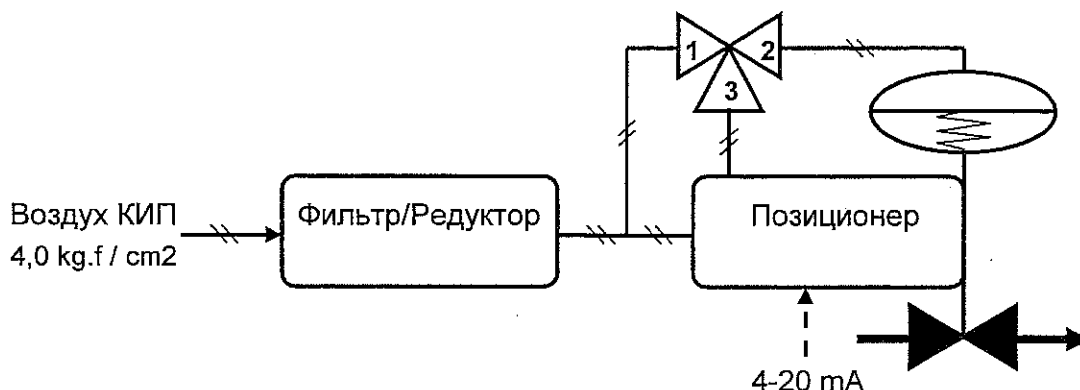 1 2
3
Воздух КИП
4,0 kg.f / cm2
Фильтр/Редуктор
Позиционер
4-20 mA